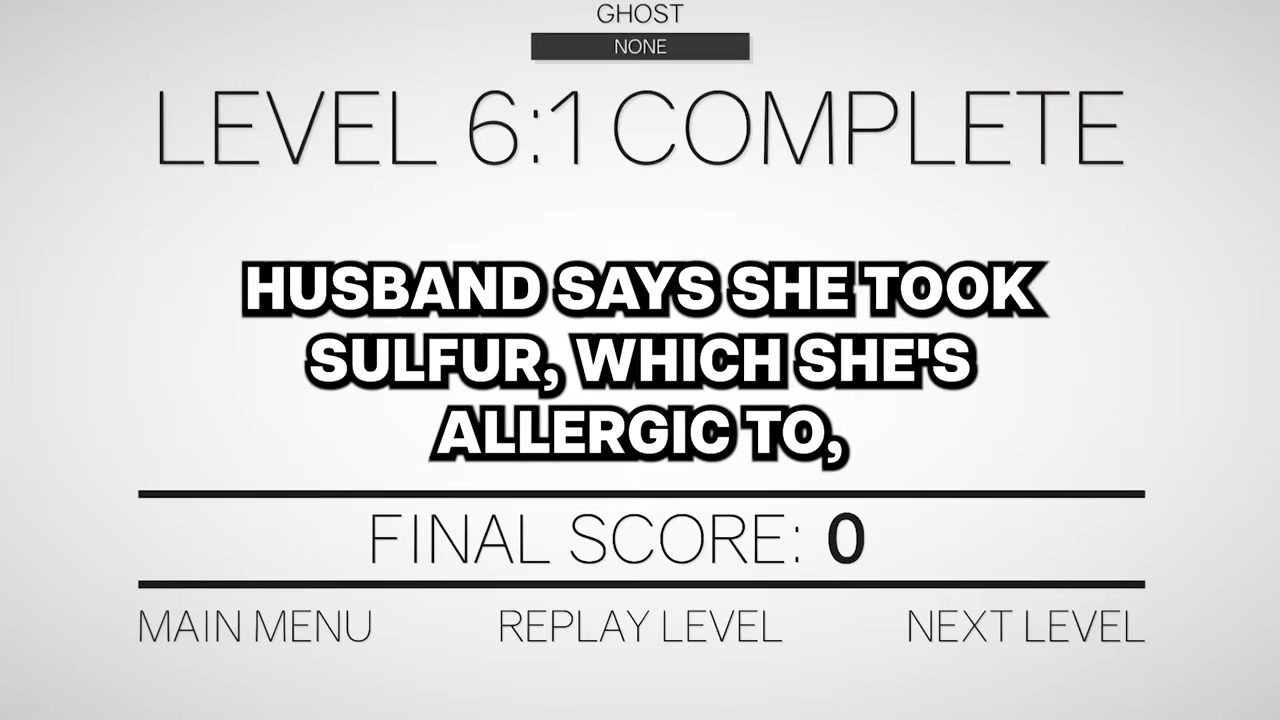 GHOST
NONE
LEVEL 6:1 COMPLETE
HUSBAND SAYS SHE TOOK
SULFUR, WHICH SHE'S
ALLERGIC TO,
FINAL SCORE: 0
MAIN MENU REPLAY LEVEL NEXT LEVEL